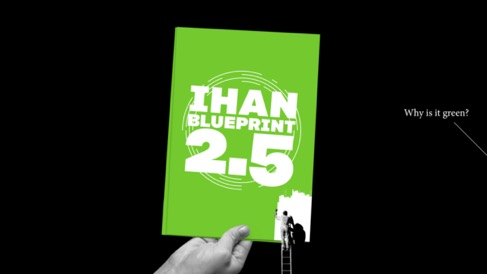 IHAN
BLUEPRINT
2.5
Why is it green?